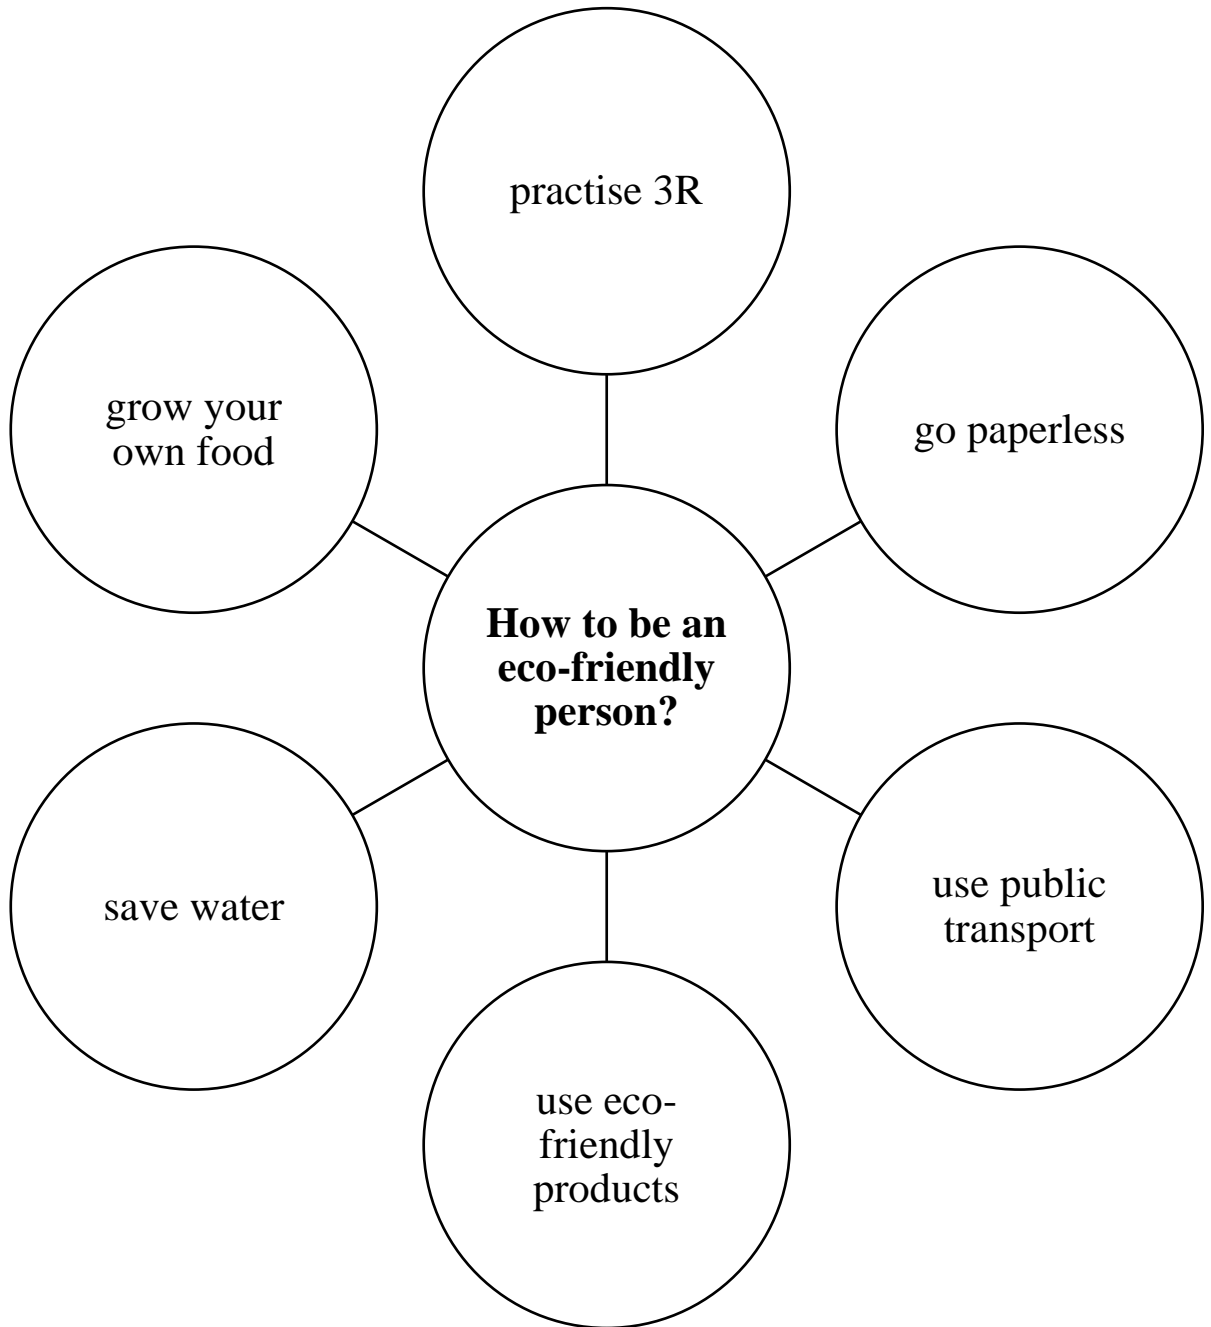 practise 3R
grow your
own food
go paperless
How to be an
eco-friendly
person?
save water
use public
transport
use eco-
friendly
products